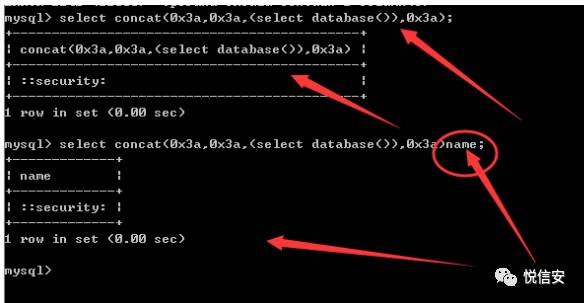 mysql> select concat(0x3a,0x3a,(select database()),0x3a);
+--------------------------------------------+
| concat(0x3a,0x3a,(select database()),0x3a) |
+--------------------------------------------+
| ::security: |
+--------------------------------------------+
1 row in set (0.00 sec)
mysql> select concat(0x3a,0x3a,(select database()),0x3a)name;
+-------------+
| name |
+-------------+
| ::security: |
+-------------+
1 row in set (0.00 sec)
mysql>
悦信安